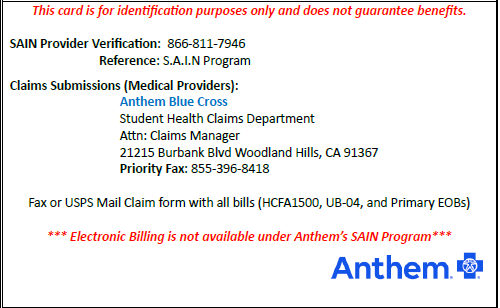 This card is for identification purposes only and does not guarantee benefits.
SAIN Provider Verification: 866-811-7946
Reference: S.A.I.N Program
Claims Submissions (Medical Providers):
Anthem Blue Cross
Student Health Claims Department
Attn: Claims Manager
21215 Burbank Blvd Woodland Hills, CA 91367
Priority Fax: 855-396-8418
Fax or USPS Mail Claim form with all bills (HCFA1500, UB-04, and Primary EOBs)
*** Electronic Billing is not available under Anthem's SAIN Program***
Anthem.